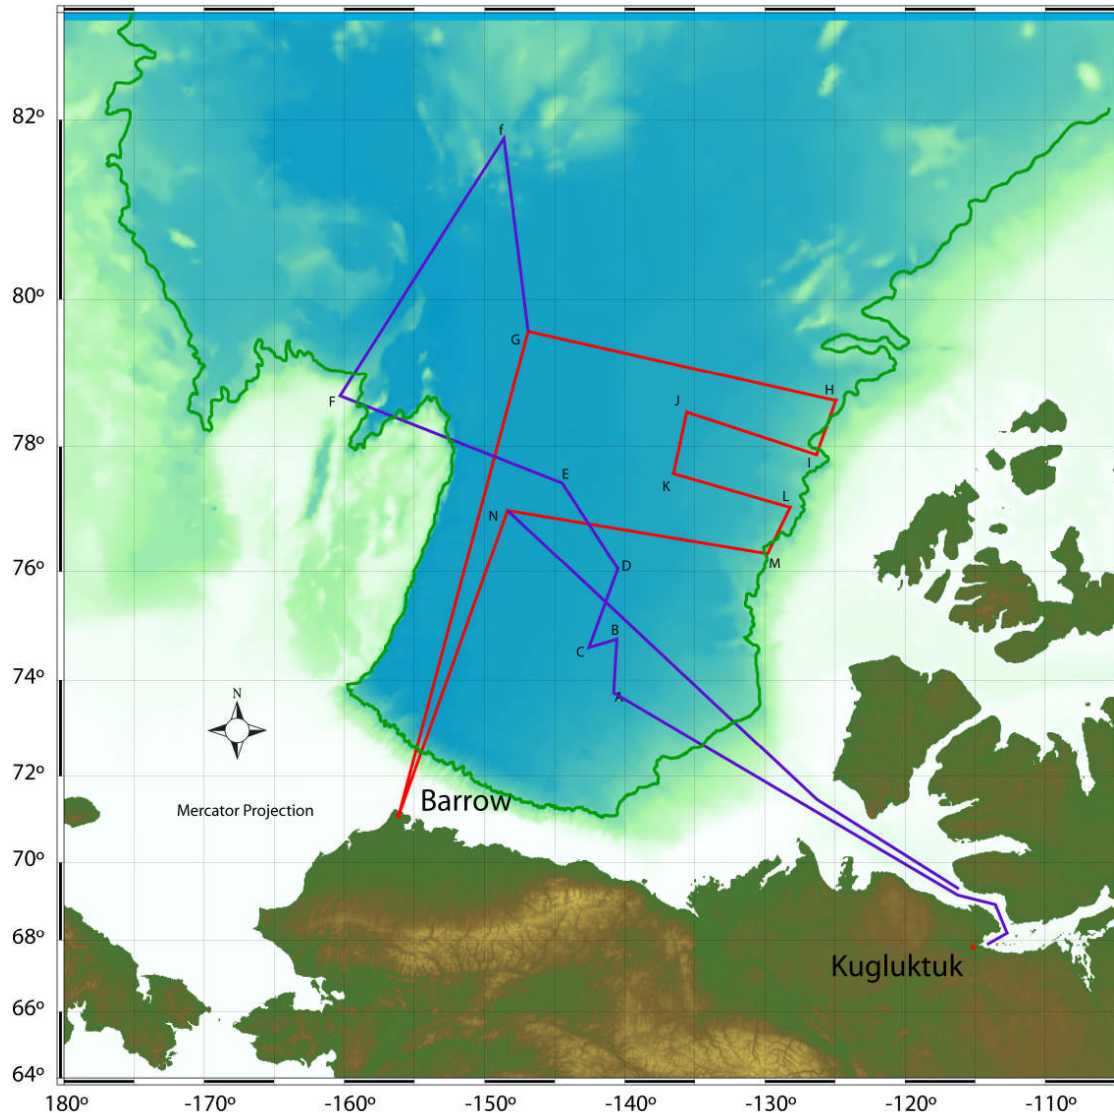 82º
f
80º
G
H
J
F
78º
I
E
K
L
N
M
76º
D
B
C
74º
A
N
72º
Mercator Projection
Barrow
70º
68º
Kugluktuk
66º
64º
180º -170º -160º -150º -140º -130º -120º -110º